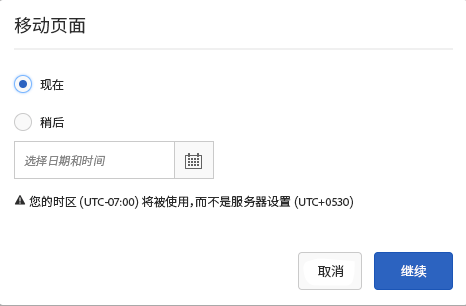 移动页面
现在
稍后
选择日期和时间
您的时区 (UTC-07:00) 将被使用，而不是服务器设置 (UTC+0530)
取消
继续